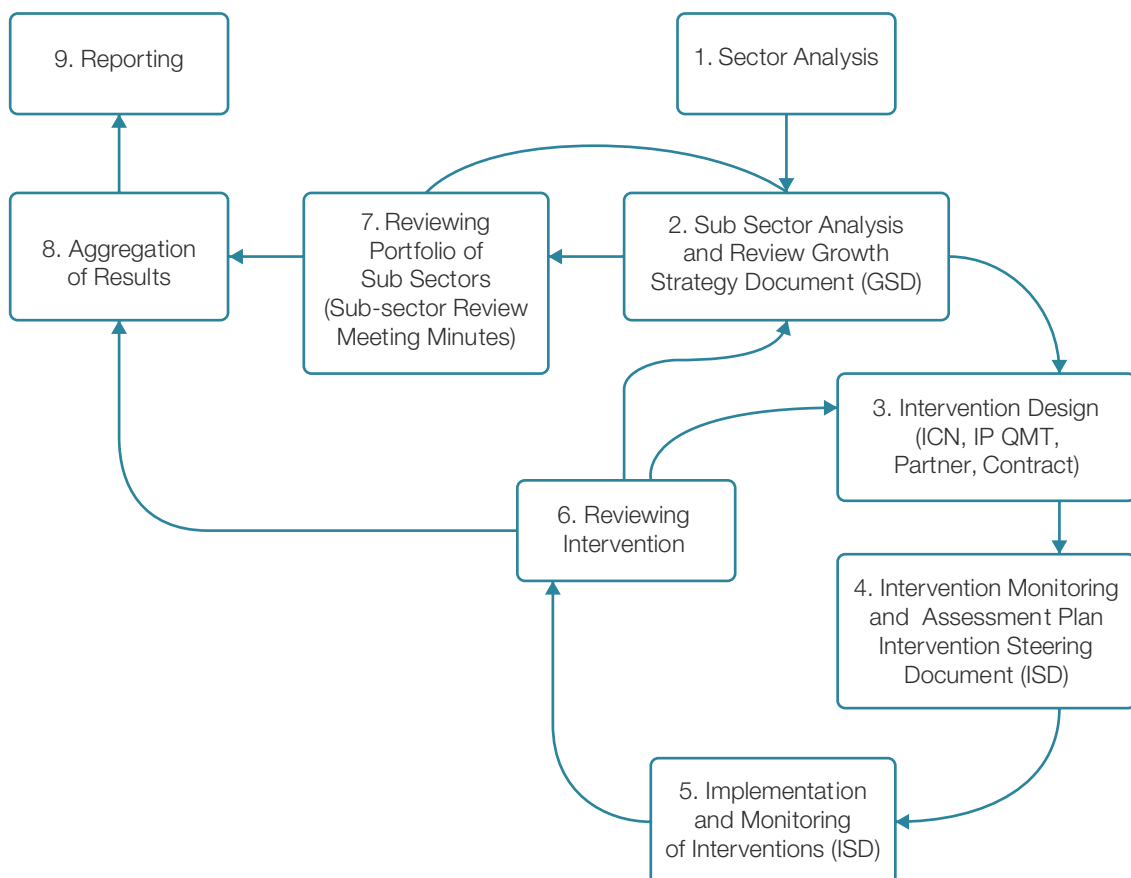 9. Reporting
1. Sector Analysis
8. Aggregation
of Results
7. Reviewing
Portfolio of
Sub Sectors
(Sub-sector Review
Meeting Minutes)
2. Sub Sector Analysis
and Review Growth
Strategy Document (GSD)
3. Intervention Design
(ICN, IP QMT,
Partner, Contract)
6. Reviewing
Intervention
4. Intervention Monitoring
and Assessment Plan
Intervention Steering
Document (ISD)
5. Implementation
and Monitoring
of Interventions (ISD)